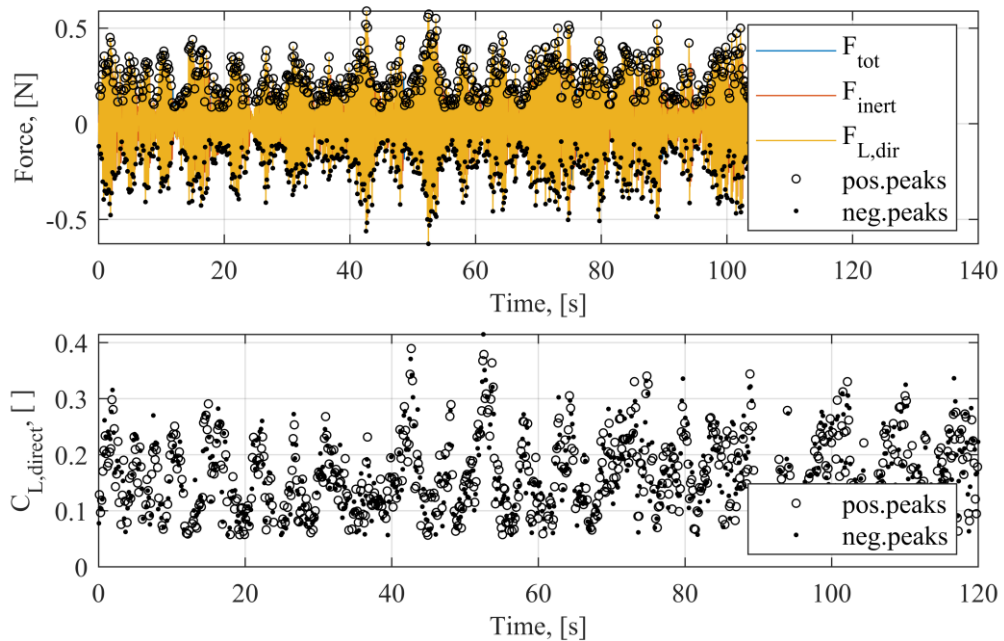 0.5
0
-0.5
Force, [N]
F_tot
F_inert
F_L,dir
pos.peaks
neg.peaks
0 20 40 60 80 100 120 140
Time, [s]
0.4
0.3
0.2
0.1
0
C_L,direct, [ ]
pos.peaks
neg.peaks
0 20 40 60 80 100 120
Time, [s]